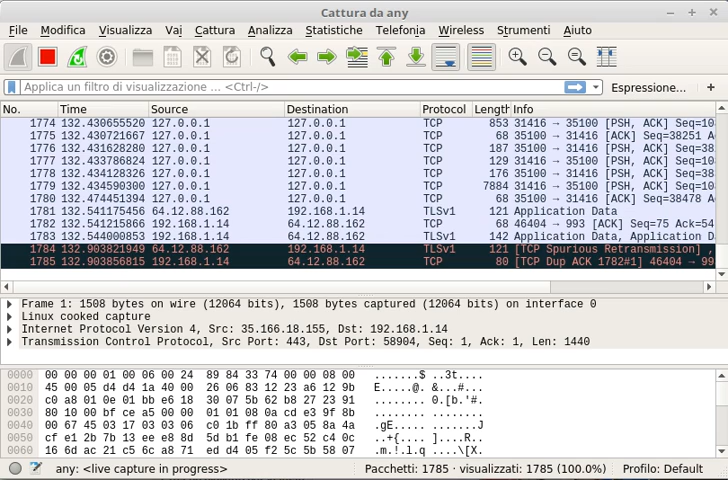 Cattura da any
File Modifica Visualizza Vai Cattura Analizza Statistiche Telefonia Wireless Strumenti Aiuto
Applica un filtro di visualizzazione ... <Ctrl-/> Espressione... +
No. Time Source Destination Protocol Length Info
1774 132.430655520 127.0.0.1 127.0.0.1 TCP 853 31416 → 35100 [PSH, ACK] Seq=10
1775 132.430721667 127.0.0.1 127.0.0.1 TCP 68 35100 → 31416 [ACK] Seq=38251 A
1776 132.431628280 127.0.0.1 127.0.0.1 TCP 187 35100 → 31416 [PSH, ACK] Seq=38
1777 132.433786824 127.0.0.1 127.0.0.1 TCP 129 31416 → 35100 [PSH, ACK] Seq=10
1778 132.434128326 127.0.0.1 127.0.0.1 TCP 176 35100 → 31416 [PSH, ACK] Seq=38
1779 132.434590300 127.0.0.1 127.0.0.1 TCP 7884 31416 → 35100 [PSH, ACK] Seq=10
1780 132.474451394 127.0.0.1 127.0.0.1 TCP 68 35100 → 31416 [ACK] Seq=38478 A
1781 132.541175456 64.12.88.162 192.168.1.14 TLSv1 121 Application Data
1782 132.541215866 192.168.1.14 64.12.88.162 TCP 68 46404 → 993 [ACK] Seq=75 Ack=54
1783 132.544000853 192.168.1.14 64.12.88.162 TLSv1 142 Application Data, Application D
1784 132.903821949 64.12.88.162 192.168.1.14 TLSv1 121 [TCP Spurious Retransmission] ,
1785 132.903856815 192.168.1.14 64.12.88.162 TCP 80 [TCP Dup ACK 1782#1] 46404 → 99
Frame 1: 1508 bytes on wire (12064 bits), 1508 bytes captured (12064 bits) on interface 0
Linux cooked capture
Internet Protocol Version 4, Src: 35.166.18.155, Dst: 192.168.1.14
Transmission Control Protocol, Src Port: 443, Dst Port: 58904, Seq: 1, Ack: 1, Len: 1440
0000 00 00 00 01 00 06 00 24 89 84 33 74 00 00 08 00 .......$ ..3t....
0010 45 00 05 d4 d4 1a 40 00 26 06 83 12 23 a6 12 9b E.....@. &...#...
0020 c0 a8 01 0e 01 bb e6 18 30 07 5b 62 b8 27 23 91 ........ 0.[b.'#.
0030 80 10 00 bf ce a5 00 00 01 01 08 0a cd e3 9f 8b ........ ........
0040 00 67 45 03 17 03 03 06 c0 1b ff 80 a3 05 8a 4a .gE..... .......J
0050 cf e1 2b 7b 13 ee e8 8d 5d b1 fe 08 ec 52 c4 0c ..+{.... ]....R..
0060 16 6d ac 21 c5 6c a8 71 ed d4 05 f2 5c 5b 58 07 .m.!.l.q ....\[X.
any: <live capture in progress> Pacchetti: 1785 · visualizzati: 1785 (100.0%) Profilo: Default